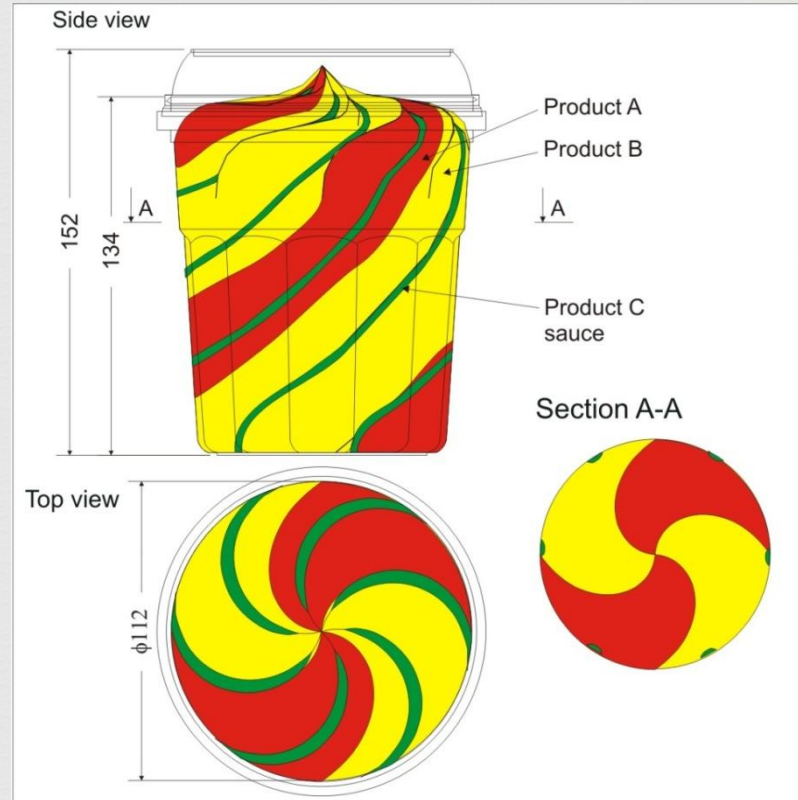 Side view
Product A
Product B
A
A
152
134
Product C
sauce
Section A-A
Top view
ϕ112